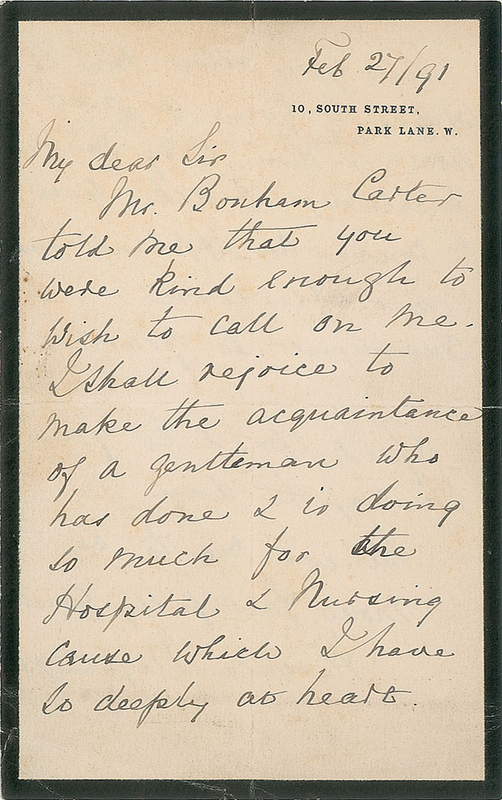 Feb 27/91
10, SOUTH STREET,
PARK LANE. W.
My dear Sir
Mr. Bonham Carter
told me that you
were kind enough to
wish to call on me.
I shall rejoice to
make the acquaintance
of a gentleman who
has done & is doing
so much for the
Hospital & Nursing
cause which I have
so deeply at heart.